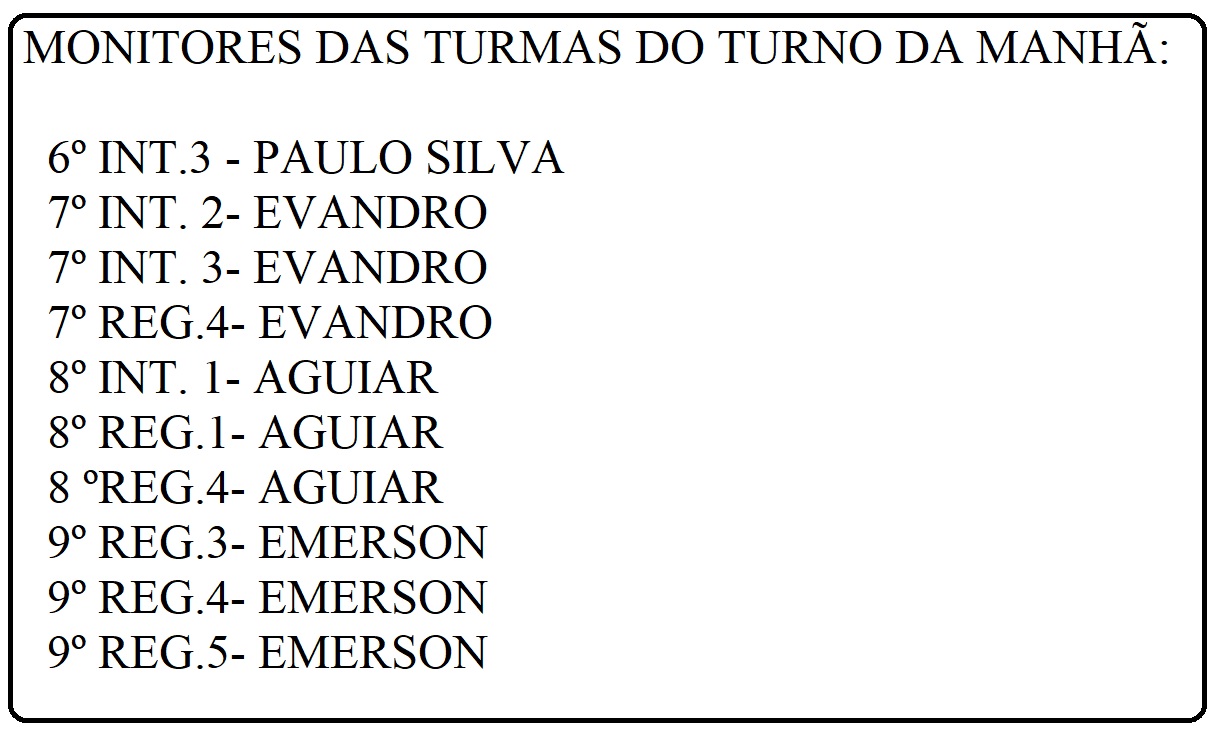 MONITORES DAS TURMAS DO TURNO DA MANHÃ:
6º INT.3 - PAULO SILVA
7º INT. 2- EVANDRO
7º INT. 3- EVANDRO
7º REG.4- EVANDRO
8º INT. 1- AGUIAR
8º REG.1- AGUIAR
8 ºREG.4- AGUIAR
9º REG.3- EMERSON
9º REG.4- EMERSON
9º REG.5- EMERSON